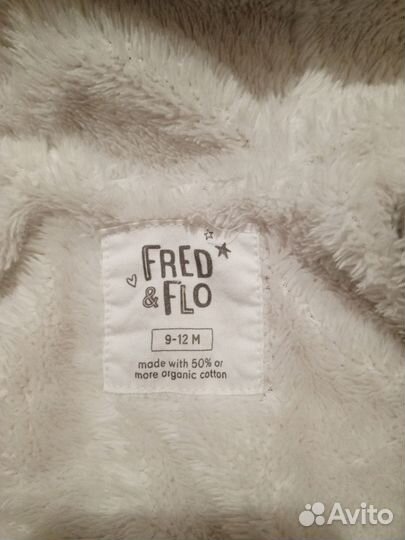 FRED
& FLO
9-12 M
made with 50% or
more organic cotton
Avito